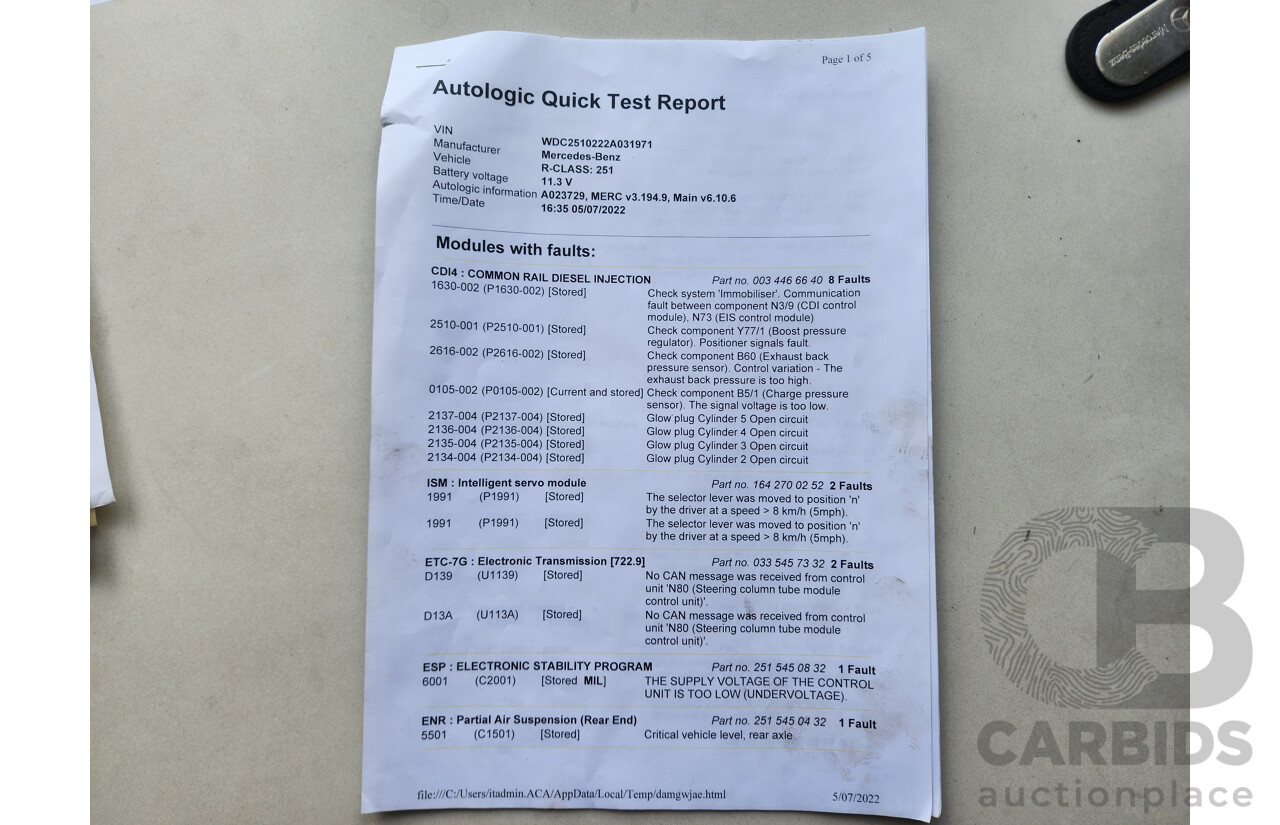 Page 1 of 5
Mercedes-Benz
Autologic Quick Test Report
VIN WDC2510222A031971
Manufacturer Mercedes-Benz
Vehicle R-CLASS: 251
Battery voltage 11.3 V
Autologic information A023729, MERC v3.194.9, Main v6.10.6
Time/Date 16:35 05/07/2022
Modules with faults:
CDI4 : COMMON RAIL DIESEL INJECTION Part no. 003 446 66 40 8 Faults
1630-002 (P1630-002) [Stored] Check system 'Immobiliser'. Communication
fault between component N3/9 (CDI control
module), N73 (EIS control module)
2510-001 (P2510-001) [Stored] Check component Y77/1 (Boost pressure
regulator). Positioner signals fault.
2616-002 (P2616-002) [Stored] Check component B60 (Exhaust back
pressure sensor). Control variation - The
exhaust back pressure is too high.
0105-002 (P0105-002) [Current and stored] Check component B5/1 (Charge pressure
sensor). The signal voltage is too low.
2137-004 (P2137-004) [Stored] Glow plug Cylinder 5 Open circuit
2136-004 (P2136-004) [Stored] Glow plug Cylinder 4 Open circuit
2135-004 (P2135-004) [Stored] Glow plug Cylinder 3 Open circuit
2134-004 (P2134-004) [Stored] Glow plug Cylinder 2 Open circuit
ISM : Intelligent servo module Part no. 164 270 02 52 2 Faults
1991 (P1991) [Stored] The selector lever was moved to position 'n'
by the driver at a speed > 8 km/h (5mph).
1991 (P1991) [Stored] The selector lever was moved to position 'n'
by the driver at a speed > 8 km/h (5mph).
ETC-7G : Electronic Transmission [722.9] Part no. 033 545 73 32 2 Faults
D139 (U1139) [Stored] No CAN message was received from control
unit 'N80 (Steering column tube module
control unit)'.
D13A (U113A) [Stored] No CAN message was received from control
unit 'N80 (Steering column tube module
control unit)'.
ESP : ELECTRONIC STABILITY PROGRAM Part no. 251 545 08 32 1 Fault
6001 (C2001) [Stored MIL] THE SUPPLY VOLTAGE OF THE CONTROL
UNIT IS TOO LOW (UNDERVOLTAGE).
ENR : Partial Air Suspension (Rear End) Part no. 251 545 04 32 1 Fault
5501 (C1501) [Stored] Critical vehicle level, rear axle
file:///C:/Users/itadmin.ACA/AppData/Local/Temp/damgwjae.html 5/07/2022
CARBIDS
auctionplace